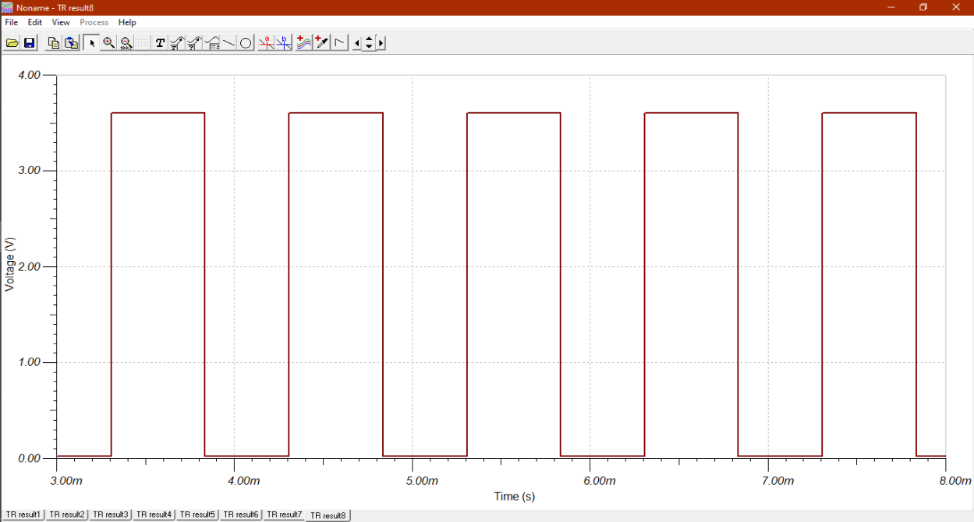 Noname - TR result8
File Edit View Process Help
4.00
3.00
2.00
1.00
0.00
Voltage (V)
3.00m 4.00m 5.00m 6.00m 7.00m 8.00m
Time (s)
TR result1 TR result2 TR result3 TR result4 TR result5 TR result6 TR result7 TR result8